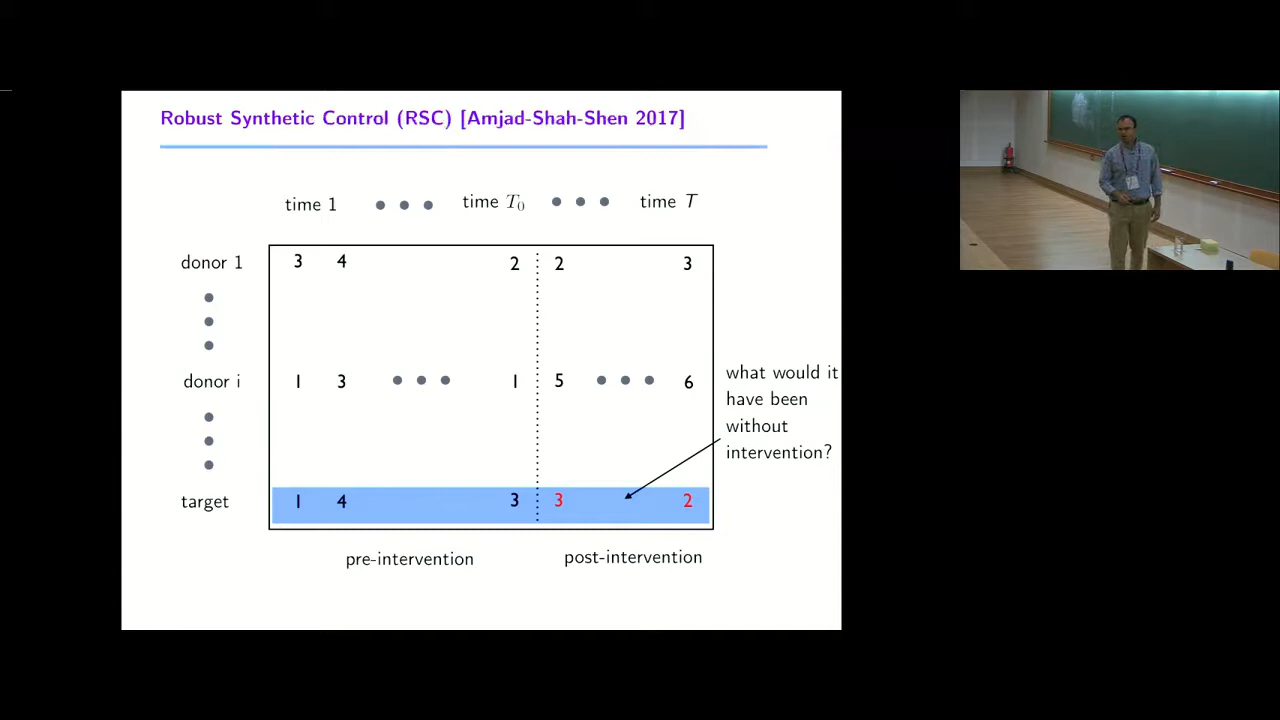 Robust Synthetic Control (RSC) [Amjad-Shah-Shen 2017]
time 1 time T₀ time T
donor 1 3 4 2 2 3
donor i 1 3 1 5 6
what would it
have been
without
intervention?
target 1 4 3 3 2
pre-intervention post-intervention